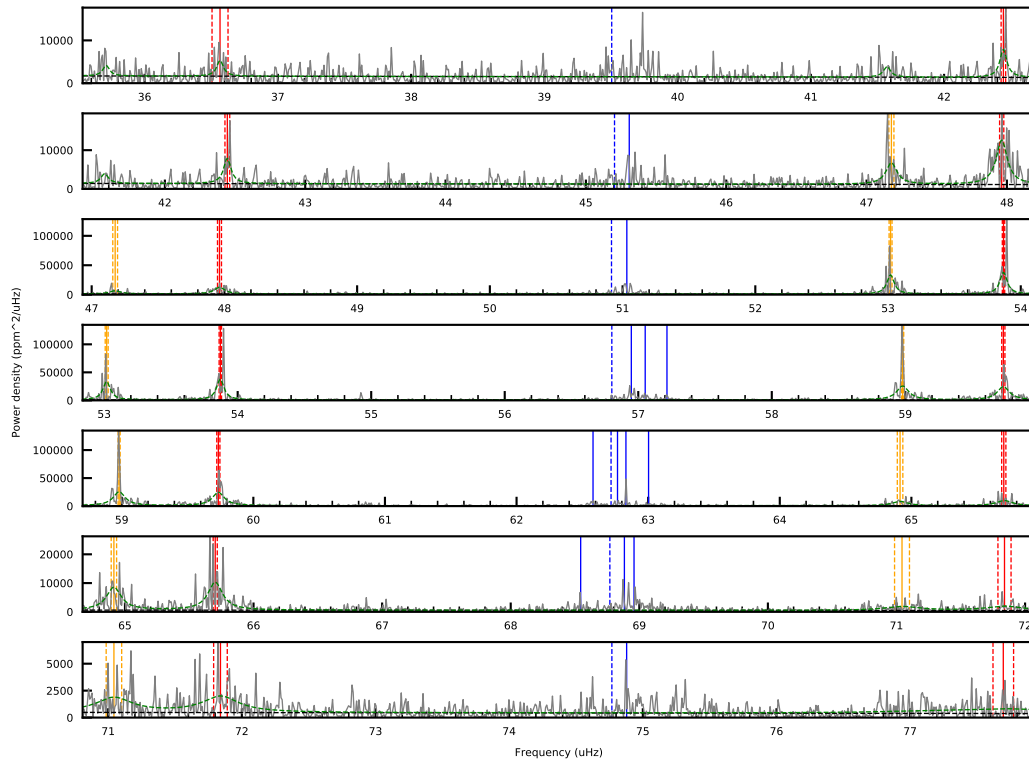 10000
0
36 37 38 39 40 41 42
10000
0
42 43 44 45 46 47 48
100000
50000
0
47 48 49 50 51 52 53 54
Power density (ppm^2/uHz)
100000
50000
0
53 54 55 56 57 58 59
100000
50000
0
59 60 61 62 63 64 65
20000
10000
0
65 66 67 68 69 70 71 72
5000
2500
0
71 72 73 74 75 76 77
Frequency (uHz)